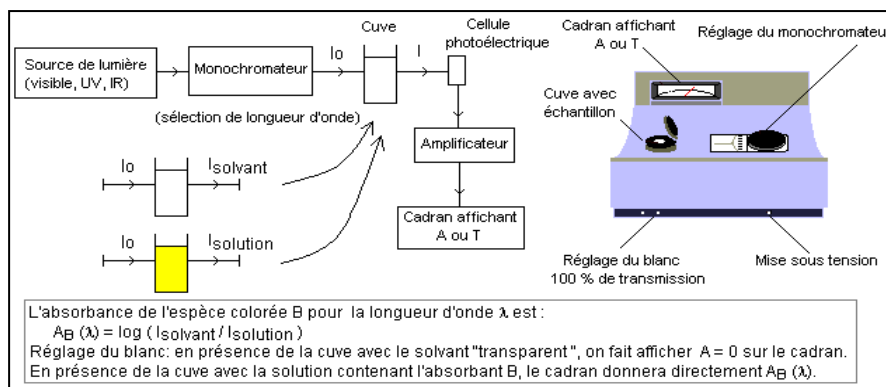 Source de lumière
(visible, UV, IR)
Monochromateur
(sélection de longueur d'onde)
Io
Cuve
I
Cellule
photoélectrique
Amplificateur
Cadran affichant
A ou T
Io
Isolvant
Io
Isolution
Cadran affichant
A ou T
Réglage du monochromateu
Cuve avec
échantillon
Réglage du blanc
100 % de transmission
Mise sous tension
L'absorbance de l'espèce colorée B pour la longueur d'onde λ est :
AB (λ) = log ( Isolvant / Isolution )
Réglage du blanc: en présence de la cuve avec le solvant "transparent", on fait afficher A = 0 sur le cadran.
En présence de la cuve avec la solution contenant l'absorbant B, le cadran donnera directement AB (λ).